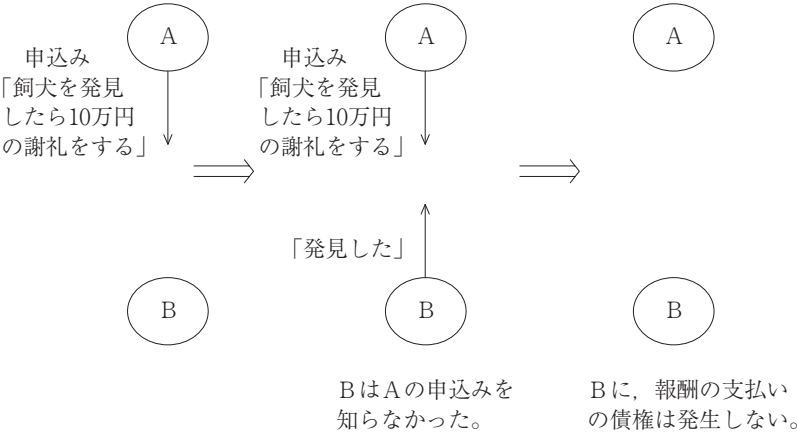 A
申込み
「飼犬を発見
したら10万円
の謝礼をする」
B
A
申込み
「飼犬を発見
したら10万円
の謝礼をする」
「発見した」
B
BはAの申込みを
知らなかった。
A
B
Bに，報酬の支払い
の債権は発生しない。